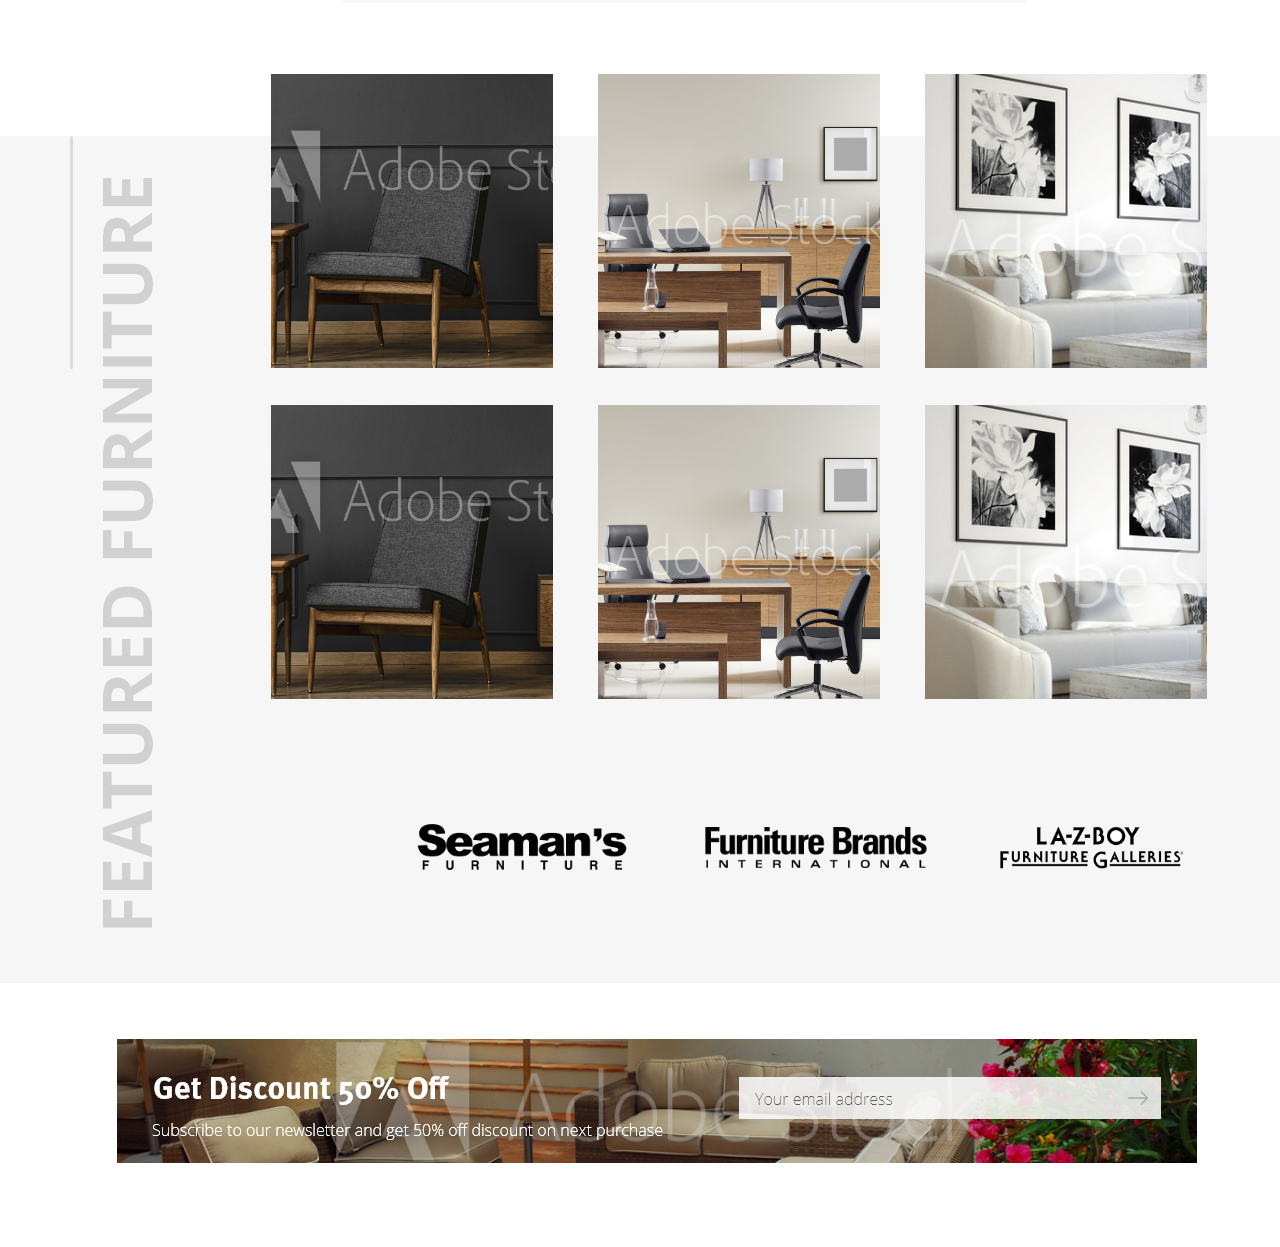 FEATURED FURNITURE
Adobe Sto
Adobe Stock
Adobe S
Adobe Sto
Adobe Stock
Adobe S
Seaman's
FURNITURE
Furniture Brands
INTERNATIONAL
LA-Z-BOY
FURNITURE GALLERIES
Get Discount 50% Off
Subscribe to our newsletter and get 50% off discount on next purchase
Your email address
Adobe Stock